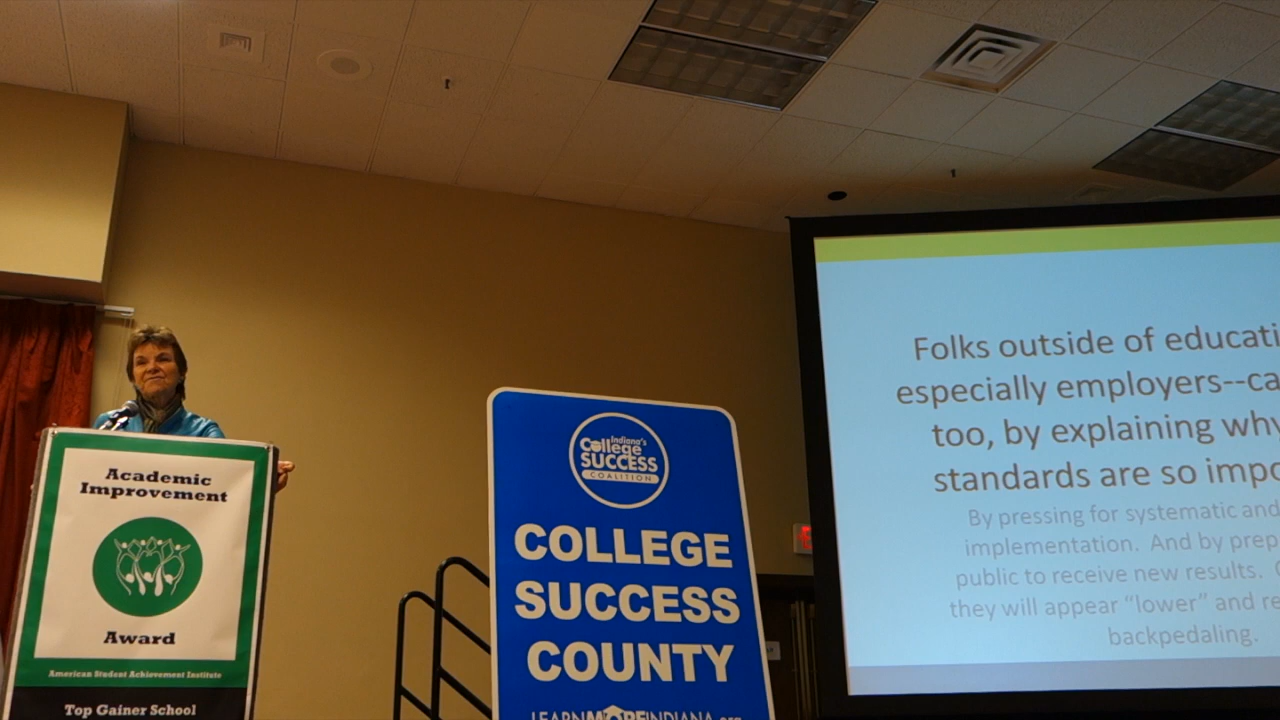 Academic
Improvement
Award
American Student Achievement Institute
Top Gainer School
Indiana's
College
SUCCESS
COALITION
COLLEGE
SUCCESS
COUNTY
LEARNMOREINDIANA.org
Folks outside of educati
especially employers--ca
too, by explaining why
standards are so impo
By pressing for systematic and
implementation. And by prep
public to receive new results.
they will appear “lower” and re
backpedaling.